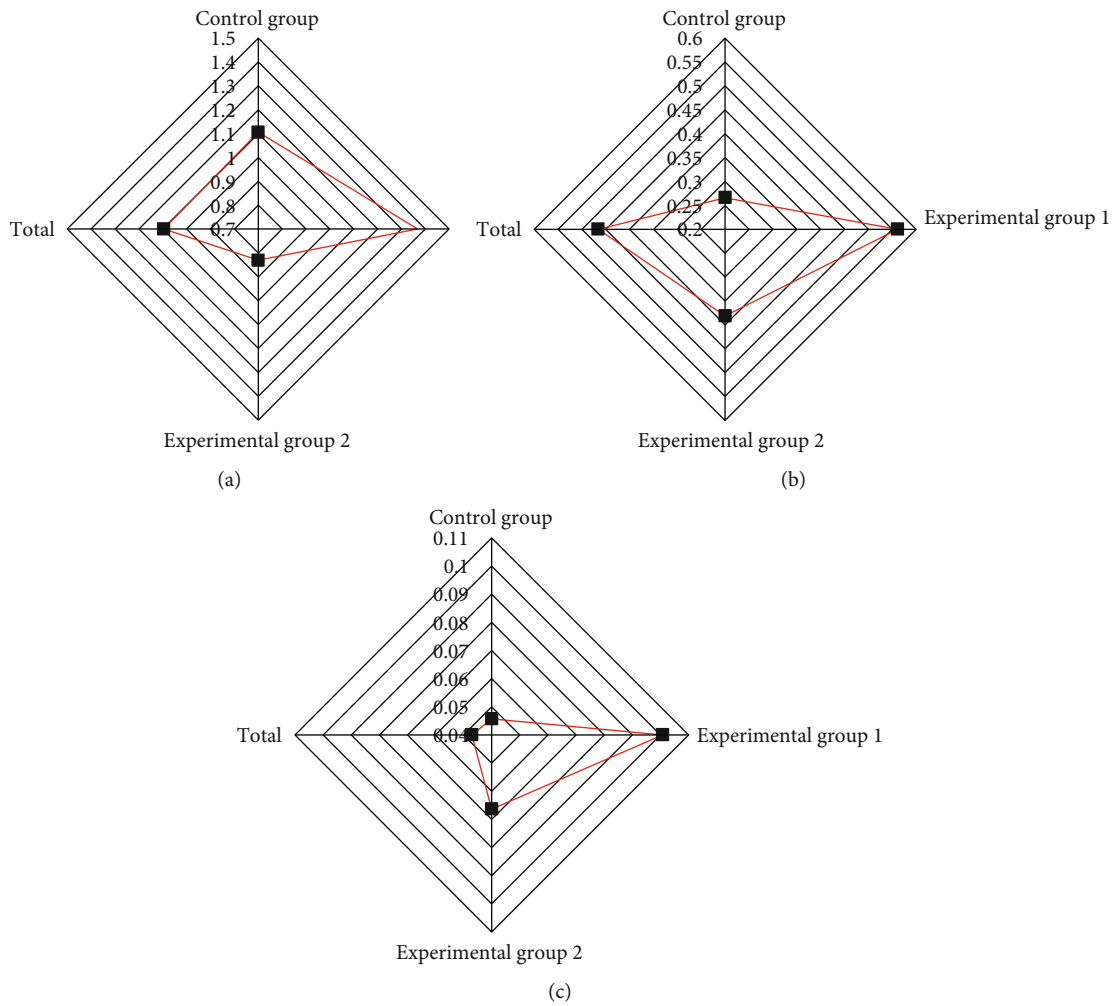 Control group
1.5
1.4
1.3
1.2
1.1
1
0.9
0.8
0.7
Total
Experimental group 2
(a)
Control group
0.6
0.55
0.5
0.45
0.4
0.35
0.3
0.25
0.2
Total
Experimental group 1
Experimental group 2
(b)
Control group
0.11
0.1
0.09
0.08
0.07
0.06
0.05
0.04
Total
Experimental group 1
Experimental group 2
(c)